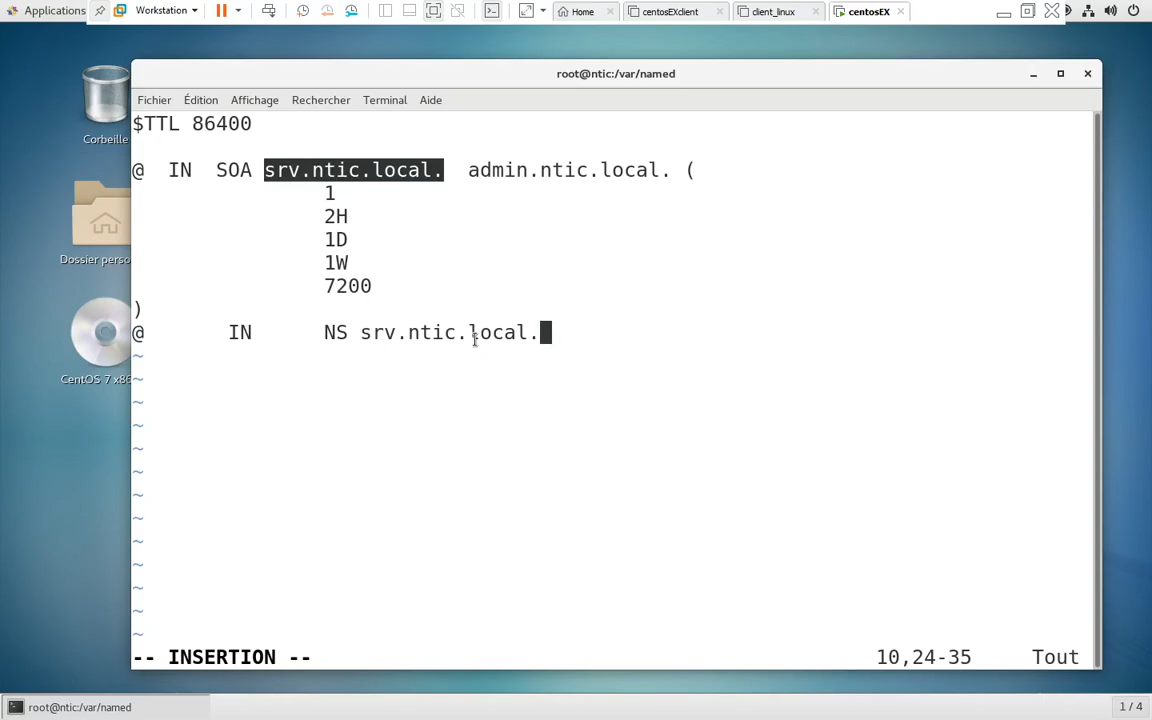 Applications Workstation Home centosEXclient client_linux centosEX
root@ntic:/var/named
Corbeille
Fichier Édition Affichage Rechercher Terminal Aide
$TTL 86400
@ IN SOA srv.ntic.local. admin.ntic.local. (
1
2H
1D
1W
7200
)
@ IN NS srv.ntic.local.
Dossier perso
CentOS 7 x86
~
~
~
~
~
~
~
~
~
~
~
~
~
-- INSERTION -- 10,24-35 Tout
root@ntic:/var/named 1 / 4